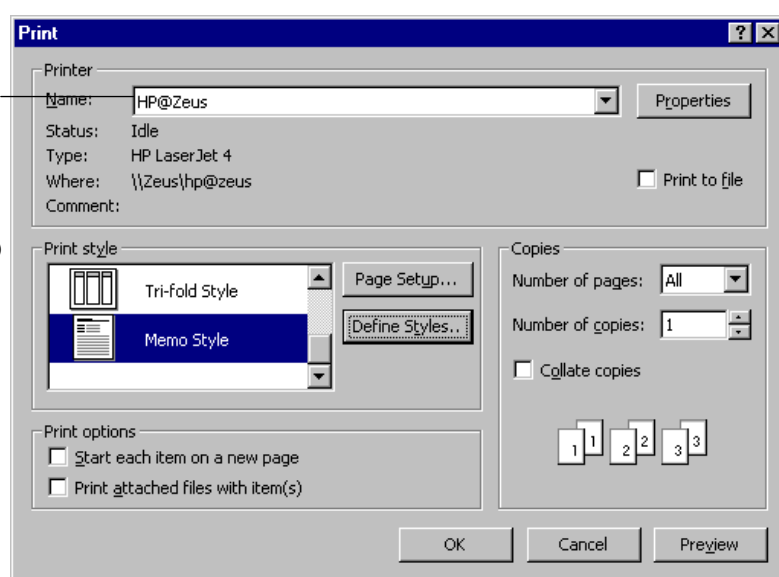 Print
Printer
Name: HP@Zeus Properties
Status: Idle
Type: HP LaserJet 4
Where: \\Zeus\hp@zeus Print to file
Comment:
Print style
Tri-fold Style
Memo Style
Page Setup...
Define Styles..
Copies
Number of pages: All
Number of copies: 1
Collate copies
1 1 2 2 3 3
Print options
Start each item on a new page
Print attached files with item(s)
OK Cancel Preview